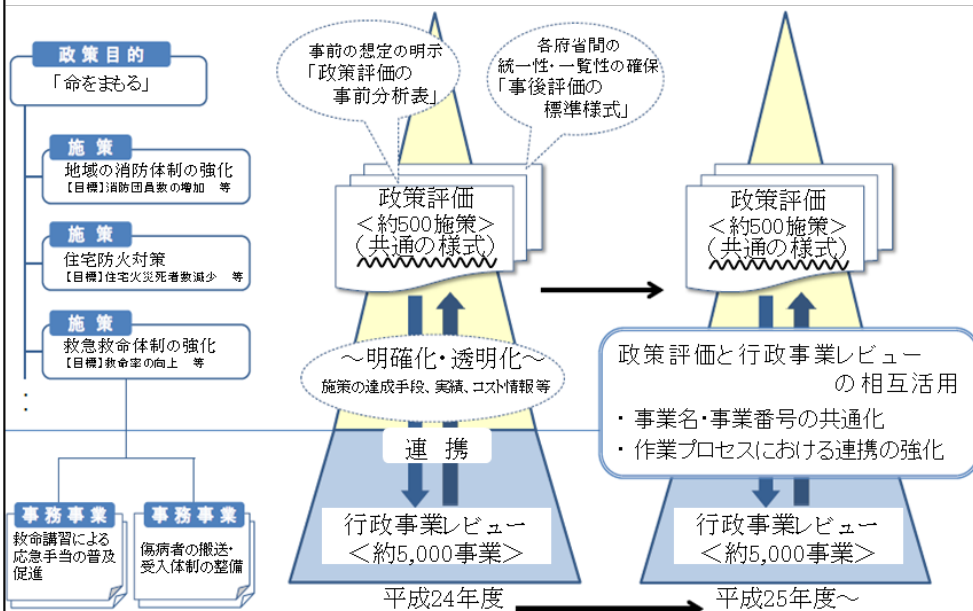 政策目的
「命をまもる」
施策
地域の消防体制の強化
【目標】消防団員数の増加　等
施策
住宅防火対策
【目標】住宅火災死者数減少　等
施策
救急救命体制の強化
【目標】救命率の向上　等
：
事務事業
救命講習による
応急手当の普及
促進
事務事業
傷病者の搬送・
受入体制の整備
事前の想定の明示
「政策評価の
事前分析表」
各府省間の
統一性・一覧性の確保
「事後評価の
標準様式」
政策評価
＜約500施策＞
（共通の様式）
～明確化・透明化～
施策の達成手段、実績、コスト情報等
連携
行政事業レビュー
＜約5,000事業＞
平成24年度
政策評価
＜約500施策＞
（共通の様式）
政策評価と行政事業レビュー
の相互活用
・事業名・事業番号の共通化
・作業プロセスにおける連携の強化
行政事業レビュー
＜約5,000事業＞
平成25年度～